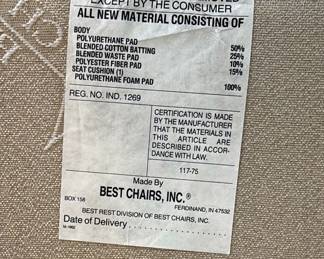 EXCEPT BY THE CONSUMER
ALL NEW MATERIAL CONSISTING OF
BODY
POLYURETHANE PAD 50%
BLENDED COTTON BATTING 25%
BLENDED WASTE PAD 10%
POLYESTER FIBER PAD 15%
SEAT CUSHION (1)
POLYURETHANE FOAM PAD 100%
REG. NO. IND. 1269
CERTIFICATION IS MADE
BY THE MANUFACTURER
THAT THE MATERIALS IN
THIS ARTICLE ARE
DESCRIBED IN ACCOR-
DANCE WITH LAW.
117-75
Made By
BEST CHAIRS, INC.®
BOX 158 FERDINAND, IN 47532
BEST REST DIVISION OF BEST CHAIRS, INC.
Date of Delivery